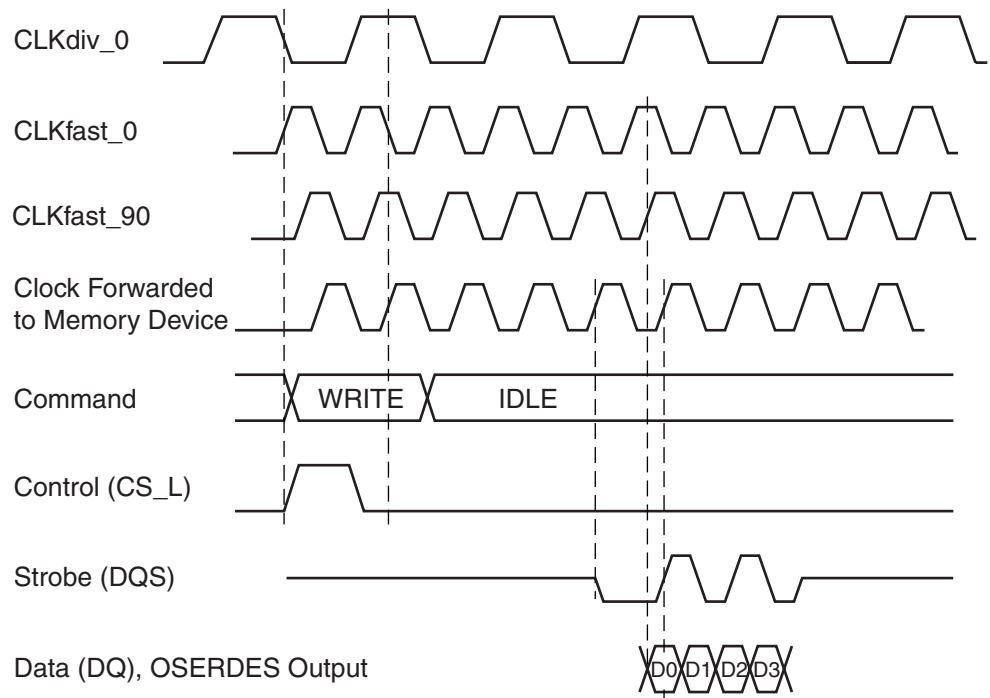 CLKdiv_0
CLKfast_0
CLKfast_90
Clock Forwarded
to Memory Device
Command
WRITE
IDLE
Control (CS_L)
Strobe (DQS)
Data (DQ), OSERDES Output
D0 D1 D2 D3